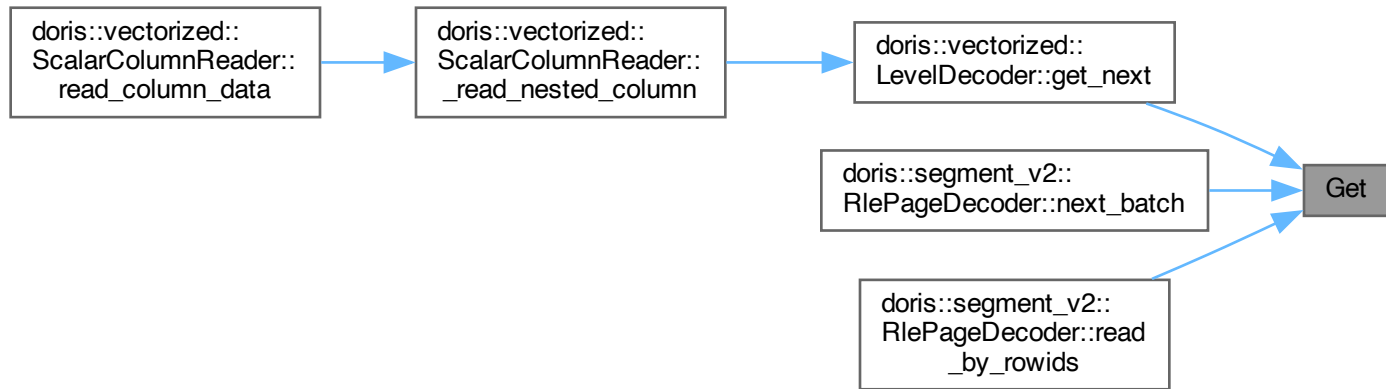 doris::vectorized::
ScalarColumnReader::
read_column_data
doris::vectorized::
ScalarColumnReader::
_read_nested_column
doris::vectorized::
LevelDecoder::get_next
doris::segment_v2::
RlePageDecoder::next_batch
doris::segment_v2::
RlePageDecoder::read
_by_rowids
Get